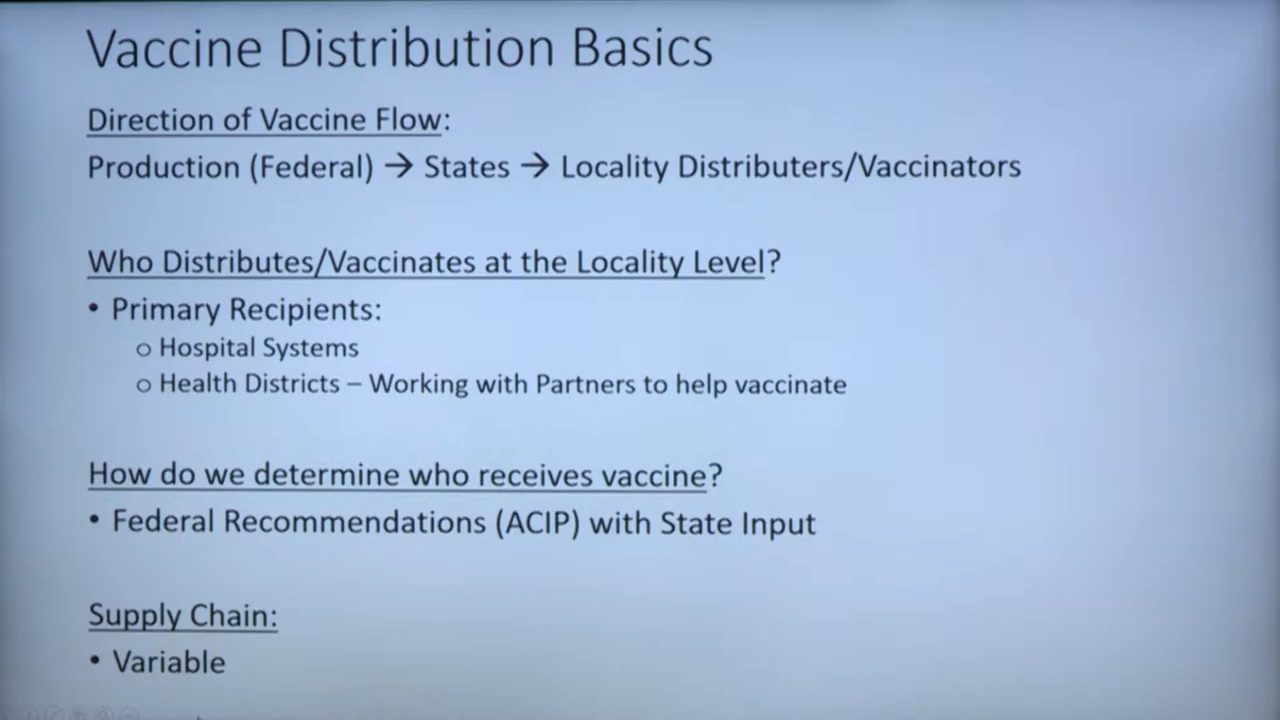 Vaccine Distribution Basics
Direction of Vaccine Flow:
Production (Federal) → States → Locality Distributers/Vaccinators
Who Distributes/Vaccinates at the Locality Level?
• Primary Recipients:
o Hospital Systems
o Health Districts – Working with Partners to help vaccinate
How do we determine who receives vaccine?
• Federal Recommendations (ACIP) with State Input
Supply Chain:
• Variable